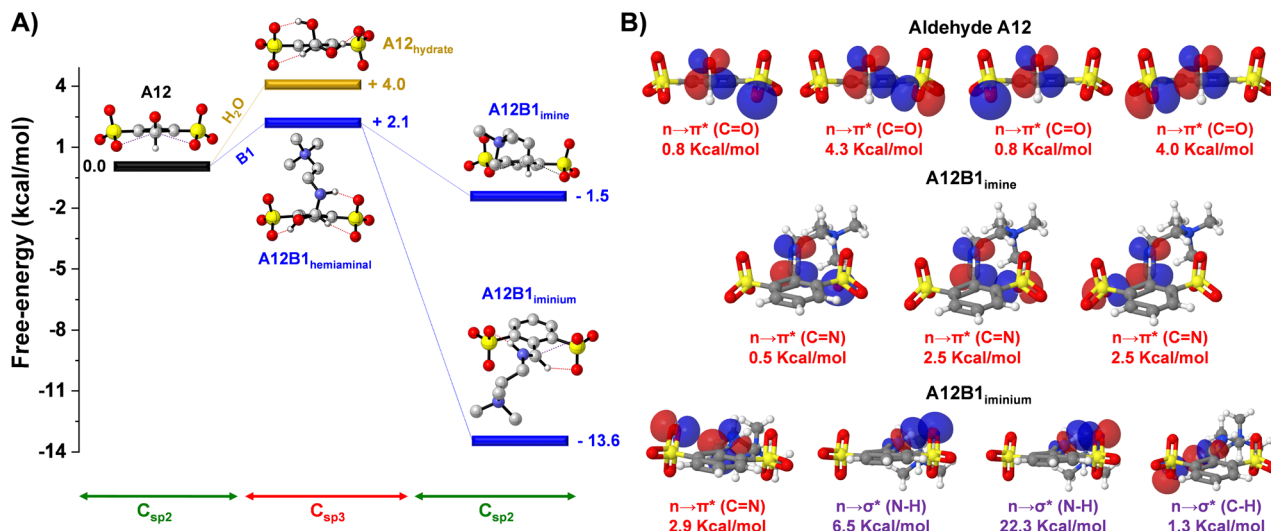 A)
Free-energy (kcal/mol)
4
1
-2
-5
-8
-11
-14
A12
0.0
H2O
B1
A12hydrate
+ 4.0
+ 2.1
A12B1hemiaminal
A12B1imine
- 1.5
A12B1iminium
- 13.6
Csp2
Csp3
Csp2
B)
Aldehyde A12
n→π* (C=O)
0.8 Kcal/mol
n→π* (C=O)
4.3 Kcal/mol
n→π* (C=O)
0.8 Kcal/mol
n→π* (C=O)
4.0 Kcal/mol
A12B1imine
n→π* (C=N)
0.5 Kcal/mol
n→π* (C=N)
2.5 Kcal/mol
n→π* (C=N)
2.5 Kcal/mol
A12B1iminium
n→π* (C=N)
2.9 Kcal/mol
n→σ* (N-H)
6.5 Kcal/mol
n→σ* (N-H)
22.3 Kcal/mol
n→σ* (C-H)
1.3 Kcal/mol